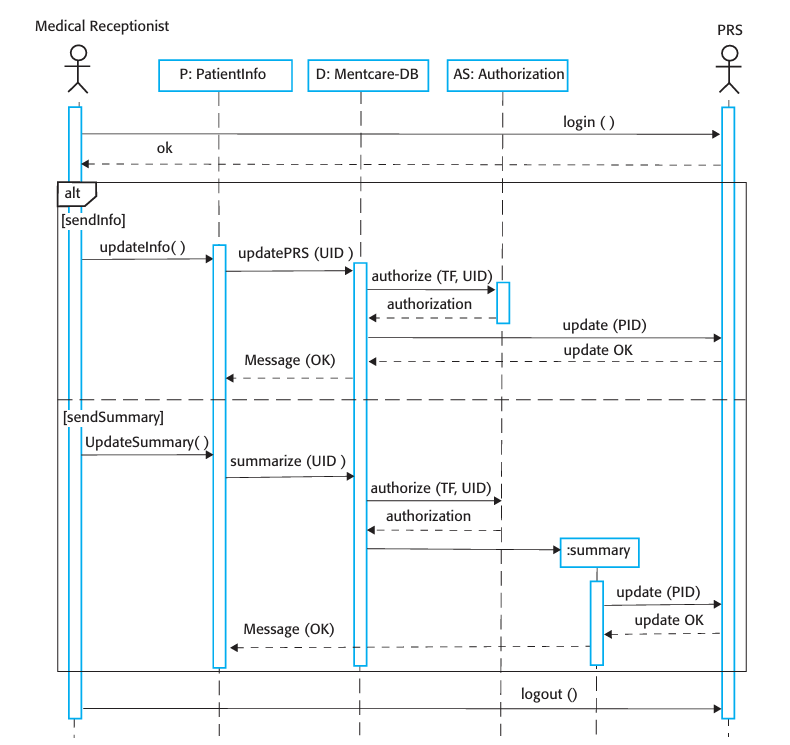 Medical Receptionist
PRS
P: PatientInfo
D: Mentcare-DB
AS: Authorization
login ( )
ok
alt
[sendInfo]
updateInfo( )
updatePRS (UID )
authorize (TF, UID)
authorization
update (PID)
update OK
Message (OK)
[sendSummary]
UpdateSummary( )
summarize (UID )
authorize (TF, UID)
authorization
:summary
update (PID)
update OK
Message (OK)
logout ()